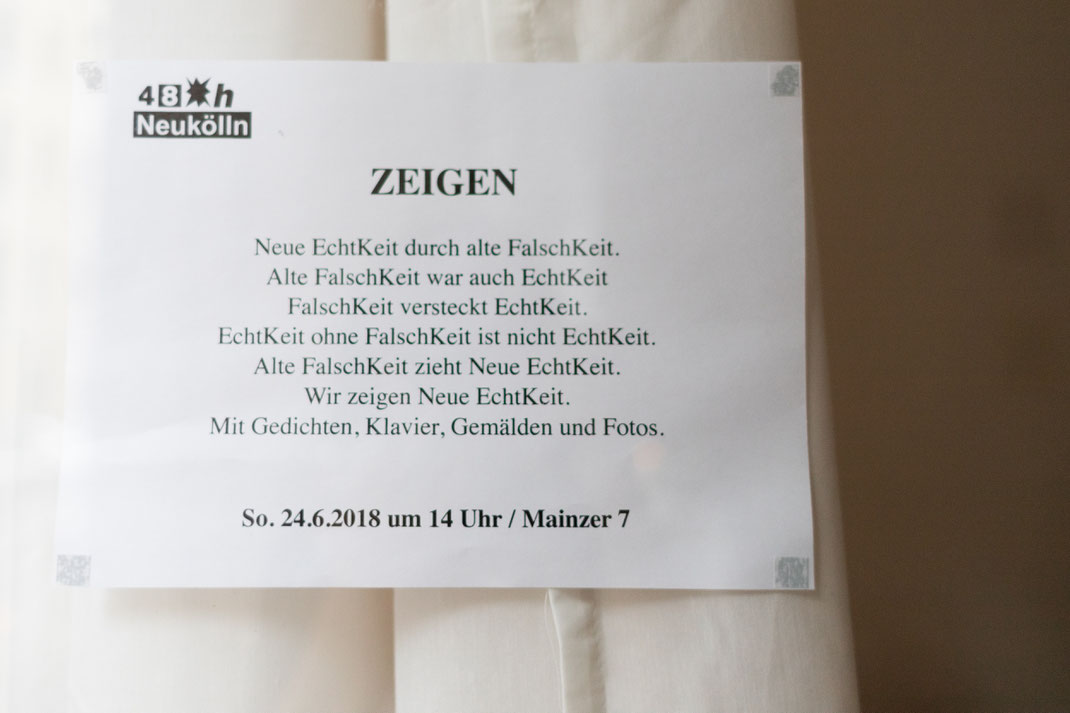 48 h
Neukölln
ZEIGEN
Neue EchtKeit durch alte FalschKeit.
Alte FalschKeit war auch EchtKeit
FalschKeit versteckt EchtKeit.
EchtKeit ohne FalschKeit ist nicht EchtKeit.
Alte FalschKeit zieht Neue EchtKeit.
Wir zeigen Neue EchtKeit.
Mit Gedichten, Klavier, Gemälden und Fotos.
So. 24.6.2018 um 14 Uhr / Mainzer 7